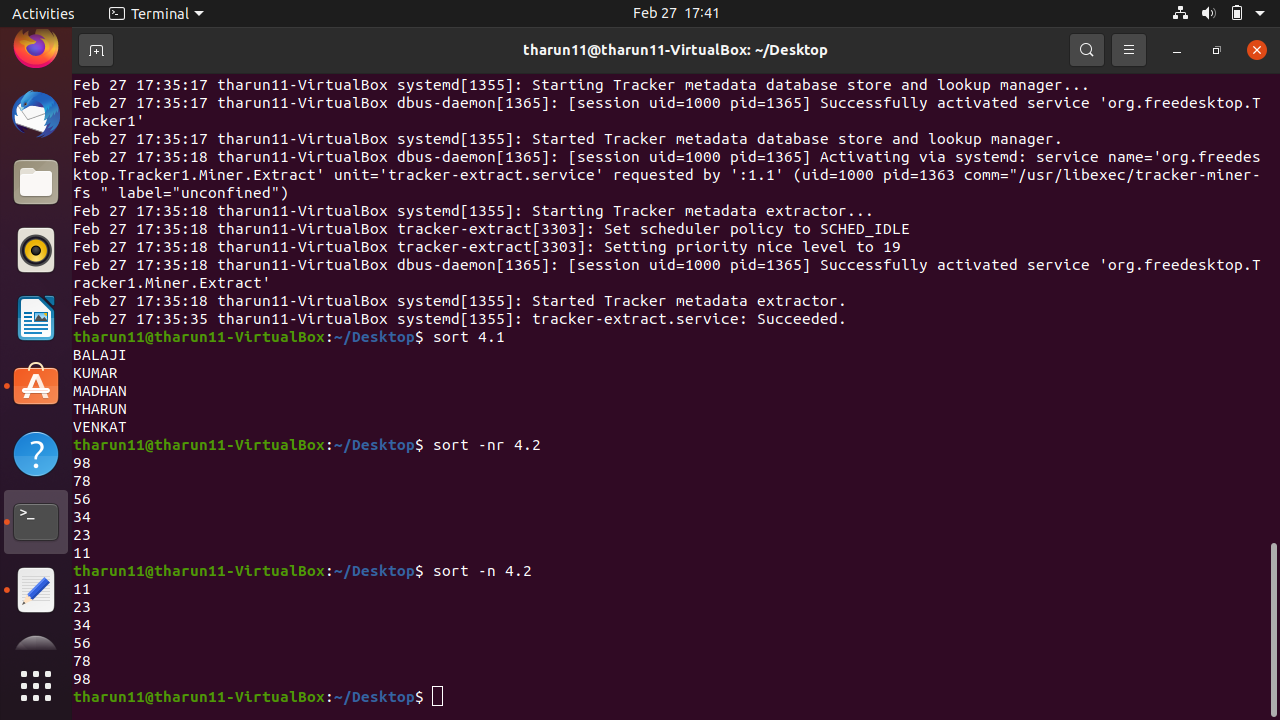 Activities
Terminal
Feb 27 17:41
tharun11@tharun11-VirtualBox: ~/Desktop
Feb 27 17:35:17 tharun11-VirtualBox systemd[1355]: Starting Tracker metadata database store and lookup manager...
Feb 27 17:35:17 tharun11-VirtualBox dbus-daemon[1365]: [session uid=1000 pid=1365] Successfully activated service 'org.freedesktop.T
racker1'
Feb 27 17:35:17 tharun11-VirtualBox systemd[1355]: Started Tracker metadata database store and lookup manager.
Feb 27 17:35:18 tharun11-VirtualBox dbus-daemon[1365]: [session uid=1000 pid=1365] Activating via systemd: service name='org.freedes
ktop.Tracker1.Miner.Extract' unit='tracker-extract.service' requested by ':1.1' (uid=1000 pid=1363 comm="/usr/libexec/tracker-miner-
fs " label="unconfined")
Feb 27 17:35:18 tharun11-VirtualBox systemd[1355]: Starting Tracker metadata extractor...
Feb 27 17:35:18 tharun11-VirtualBox tracker-extract[3303]: Set scheduler policy to SCHED_IDLE
Feb 27 17:35:18 tharun11-VirtualBox tracker-extract[3303]: Setting priority nice level to 19
Feb 27 17:35:18 tharun11-VirtualBox dbus-daemon[1365]: [session uid=1000 pid=1365] Successfully activated service 'org.freedesktop.T
racker1.Miner.Extract'
Feb 27 17:35:18 tharun11-VirtualBox systemd[1355]: Started Tracker metadata extractor.
Feb 27 17:35:35 tharun11-VirtualBox systemd[1355]: tracker-extract.service: Succeeded.
tharun11@tharun11-VirtualBox:~/Desktop$ sort 4.1
BALAJI
KUMAR
MADHAN
THARUN
VENKAT
tharun11@tharun11-VirtualBox:~/Desktop$ sort -nr 4.2
98
78
56
34
23
11
tharun11@tharun11-VirtualBox:~/Desktop$ sort -n 4.2
11
23
34
56
78
98
tharun11@tharun11-VirtualBox:~/Desktop$